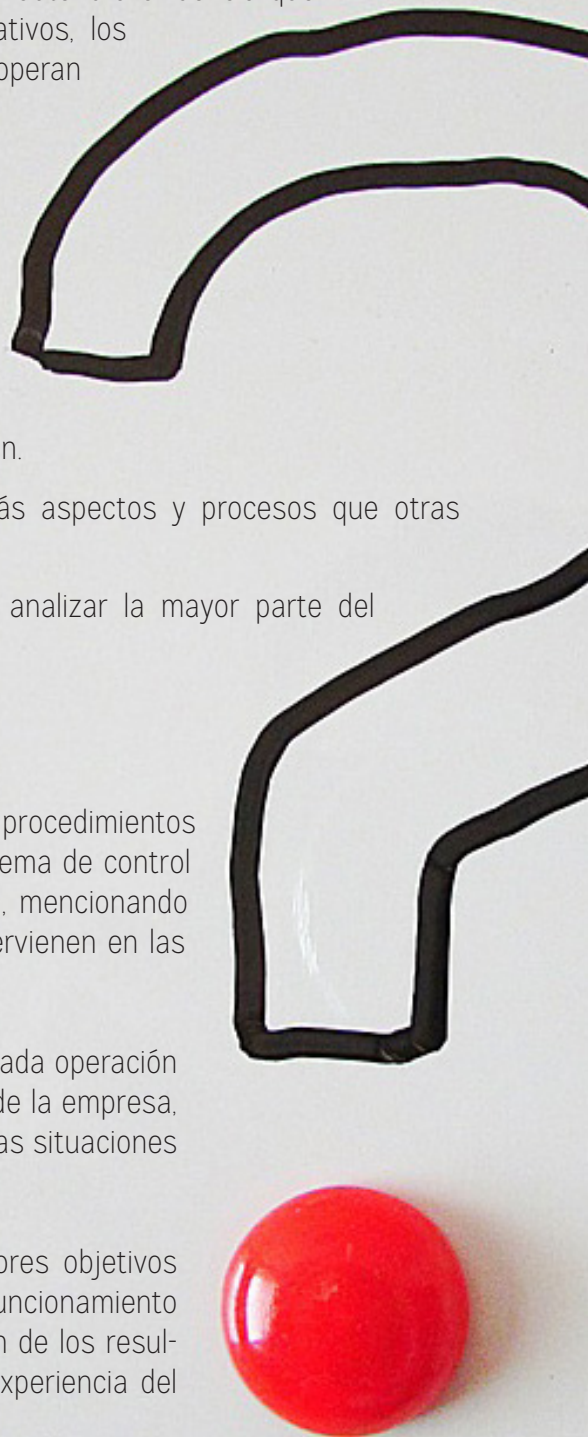 ativos, los
operan
n.
ás aspectos y procesos que otras
analizar la mayor parte del
procedimientos
ema de control
, mencionando
ervienen en las
ada operación
de la empresa,
as situaciones
ores objetivos
uncionamiento
n de los resul-
xperiencia del